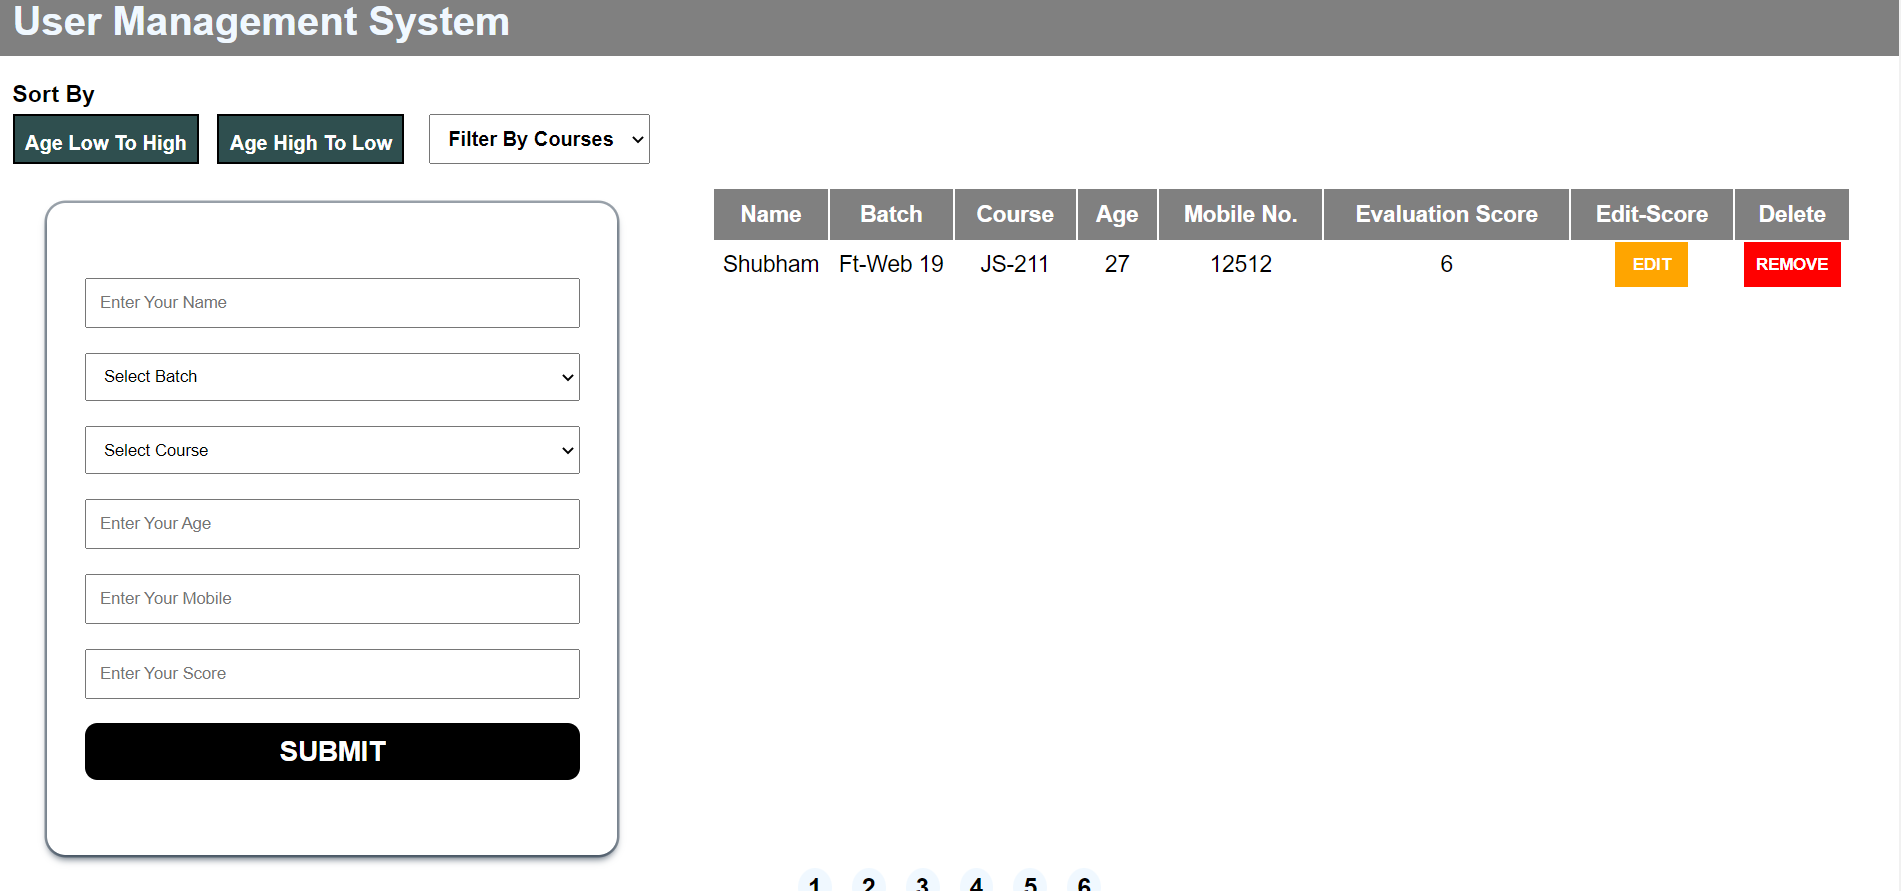 User Management System
Sort By
Age Low To High Age High To Low Filter By Courses
Name Batch Course Age Mobile No. Evaluation Score Edit-Score Delete
Shubham Ft-Web 19 JS-211 27 12512 6 EDIT REMOVE
Enter Your Name
Select Batch
Select Course
Enter Your Age
Enter Your Mobile
Enter Your Score
SUBMIT
1 2 3 4 5 6